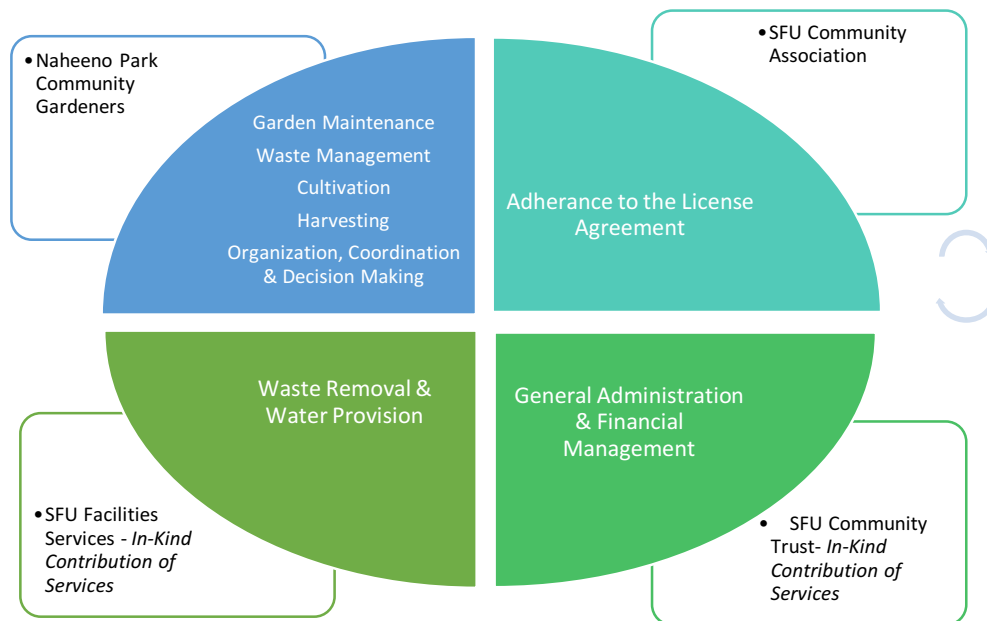 •Naheeno Park
Community
Gardeners
Garden Maintenance
Waste Management
Cultivation
Harvesting
Organization, Coordination
& Decision Making
•SFU Community
Association
Adherance to the License
Agreement
Waste Removal &
Water Provision
•SFU Facilities
Services - In-Kind
Contribution of
Services
General Administration
& Financial
Management
• SFU Community
Trust- In-Kind
Contribution of
Services